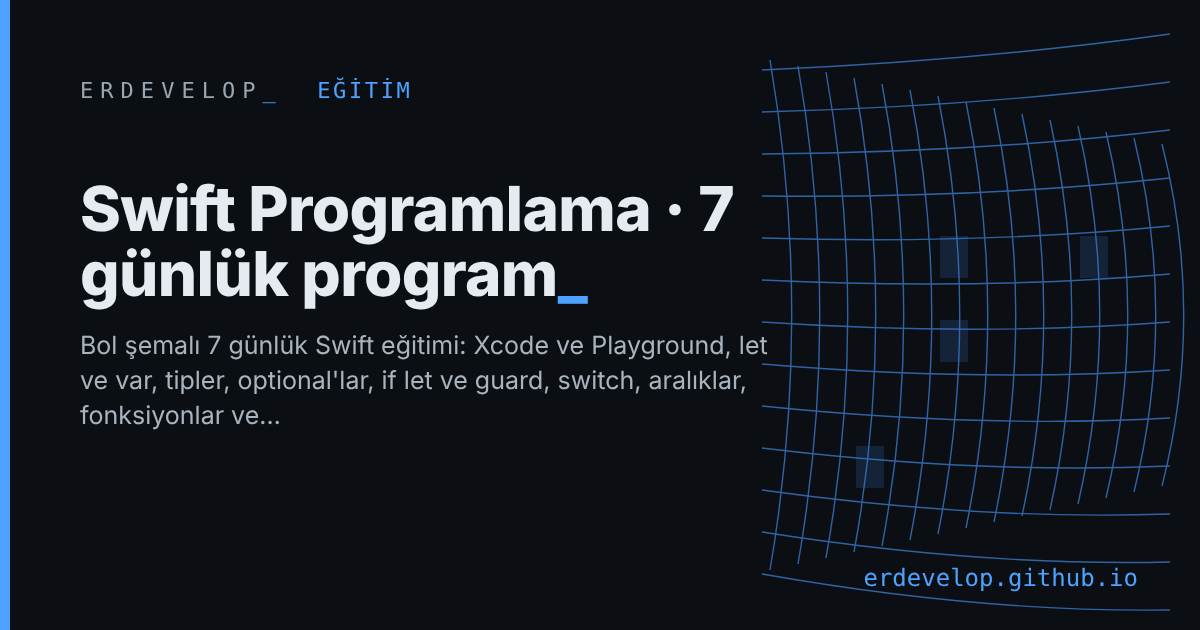 ERDEVELOP_ EĞİTİM
Swift Programlama · 7
günlük program_
Bol şemalı 7 günlük Swift eğitimi: Xcode ve Playground, let
ve var, tipler, optional'lar, if let ve guard, switch, aralıklar,
fonksiyonlar ve...
erdevelop.github.io